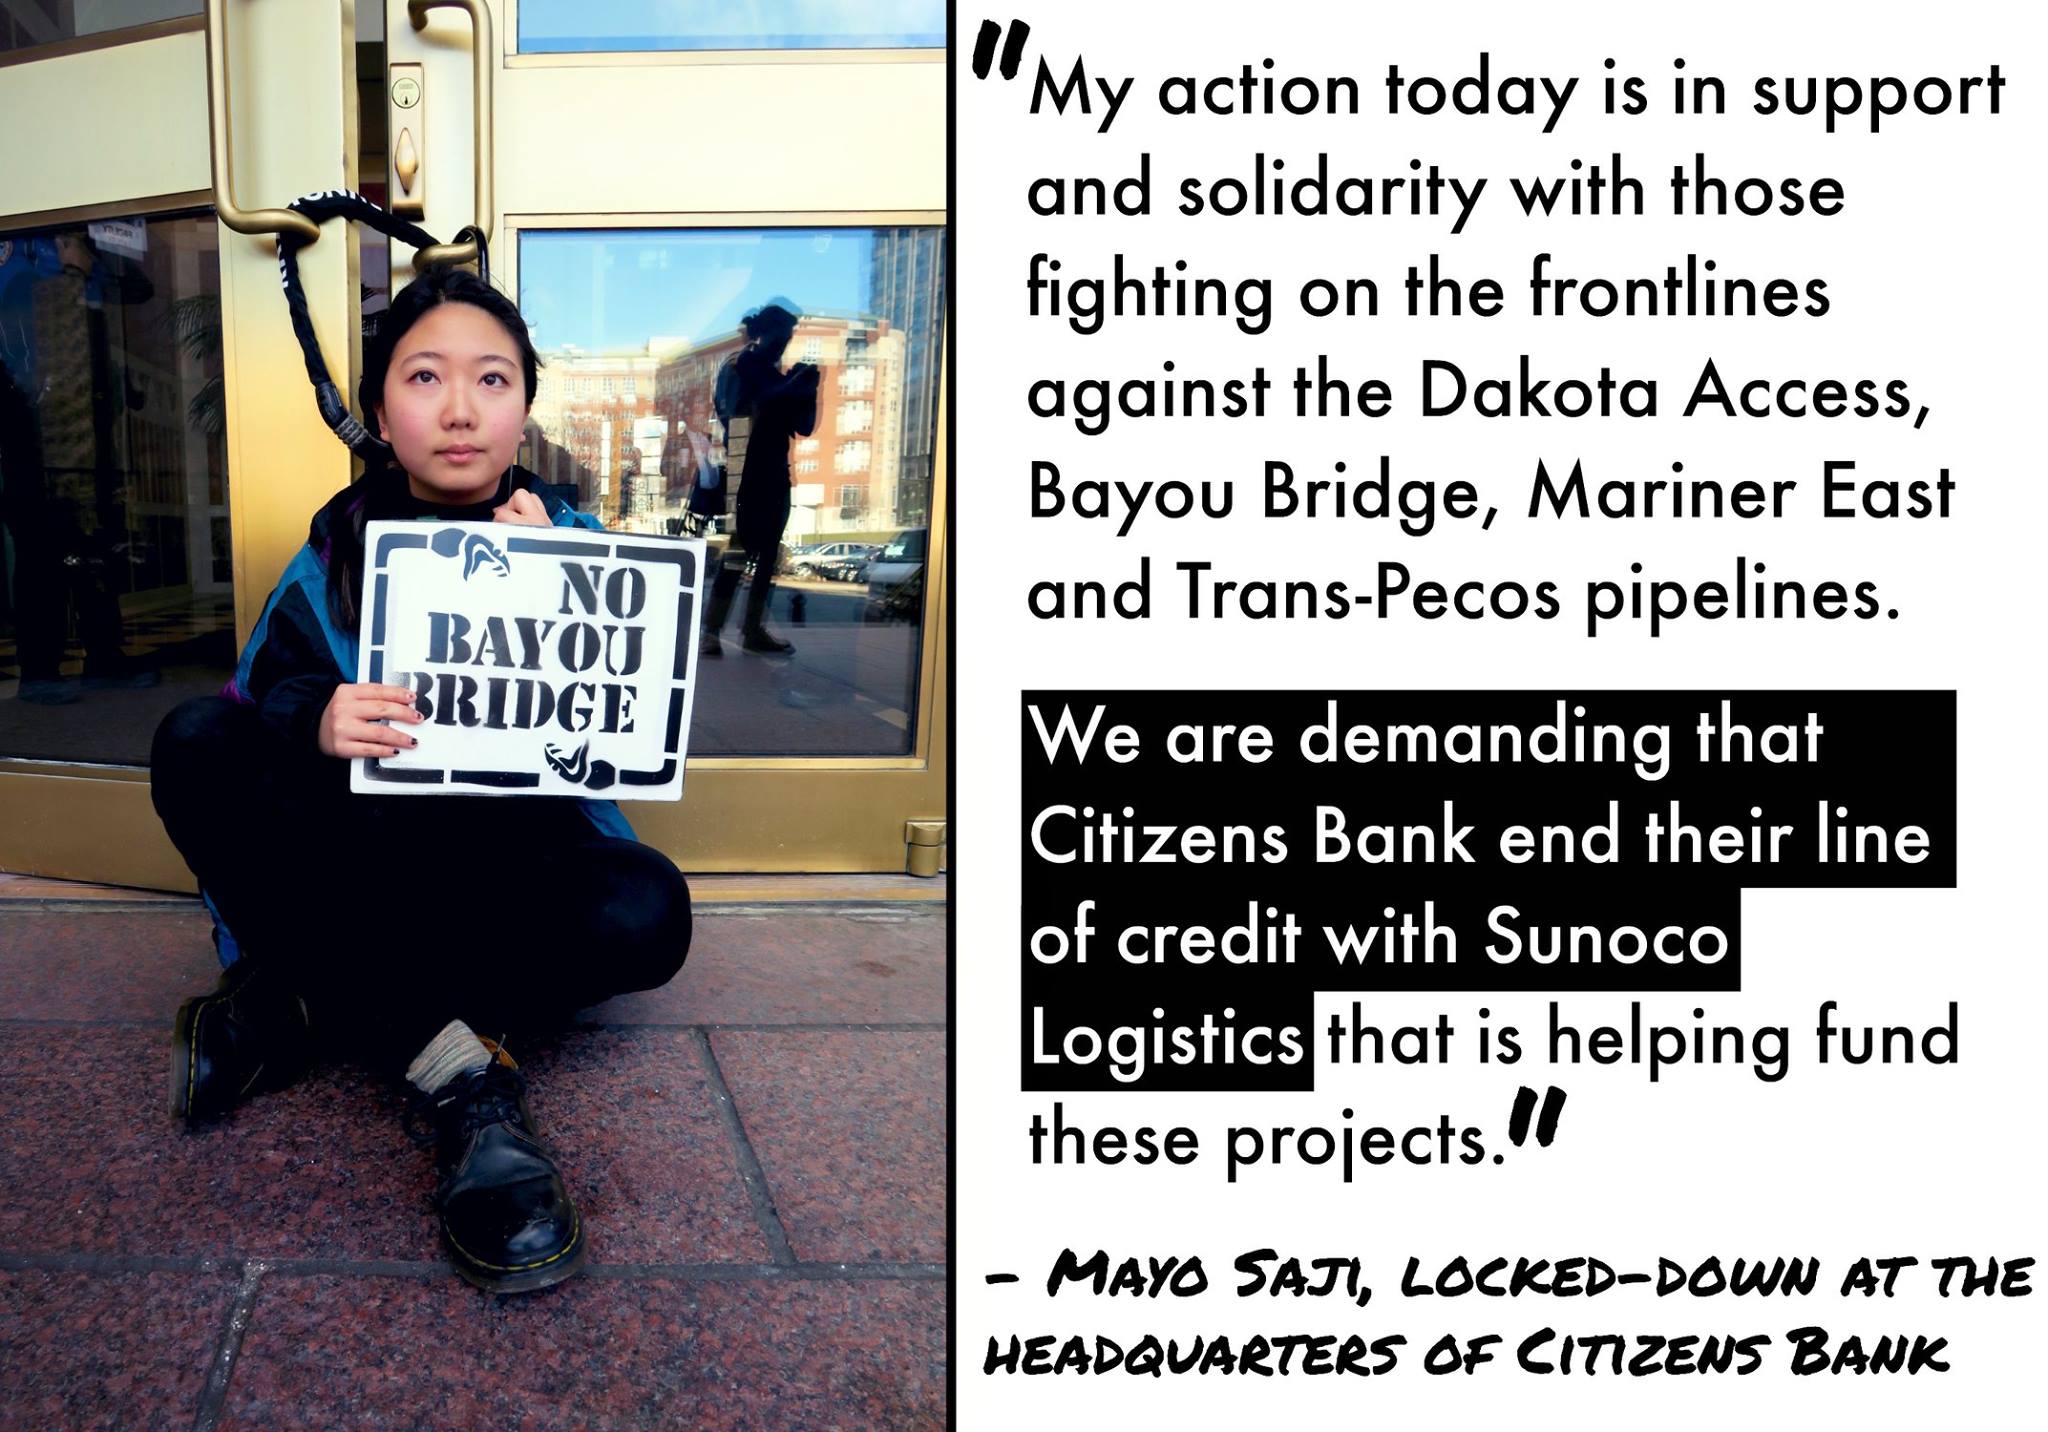 NO
BAYOU
BRIDGE
"My action today is in support
and solidarity with those
fighting on the frontlines
against the Dakota Access,
Bayou Bridge, Mariner East
and Trans-Pecos pipelines.
We are demanding that
Citizens Bank end their line
of credit with Sunoco
Logistics that is helping fund
these projects."
- MAYO SAJI, LOCKED-DOWN AT THE
HEADQUARTERS OF CITIZENS BANK